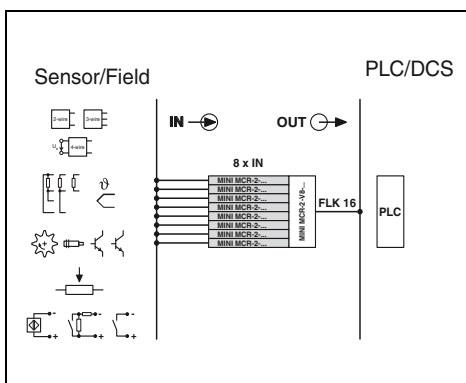 Sensor/Field
PLC/DCS
2-wire
3-wire
4-wire
IN
OUT
8 x IN
MINI MCR-2-...
MINI MCR-2-...
MINI MCR-2-...
MINI MCR-2-...
MINI MCR-2-...
MINI MCR-2-...
MINI MCR-2-...
MINI MCR-2-...
MINI MCR-2-V8-...
FLK 16
PLC
ϑ